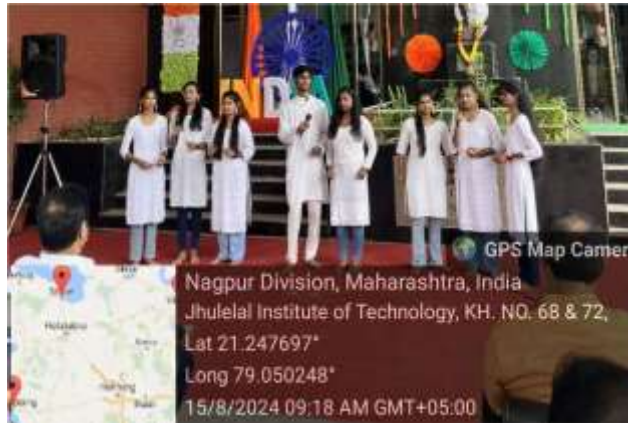 INDIA
GPS Map Camer
Nagpur Division, Maharashtra, India
Jhulelal Institute of Technology, KH. NO. 68 & 72,
Lat 21.247697°
Long 79.050248°
15/8/2024 09:18 AM GMT+05:00